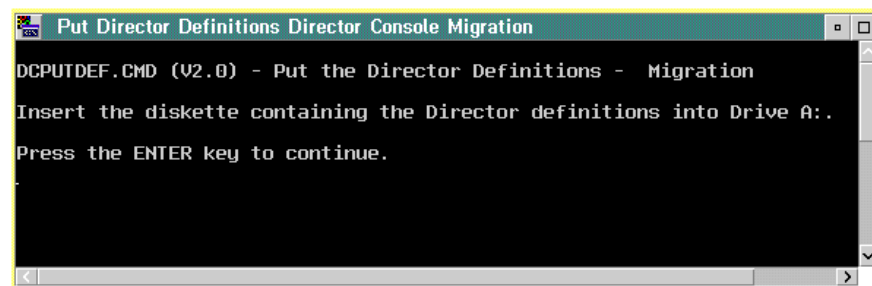 Put Director Definitions Director Console Migration
DCPUTDEF.CMD (V2.0) - Put the Director Definitions - Migration
Insert the diskette containing the Director definitions into Drive A:.
Press the ENTER key to continue.